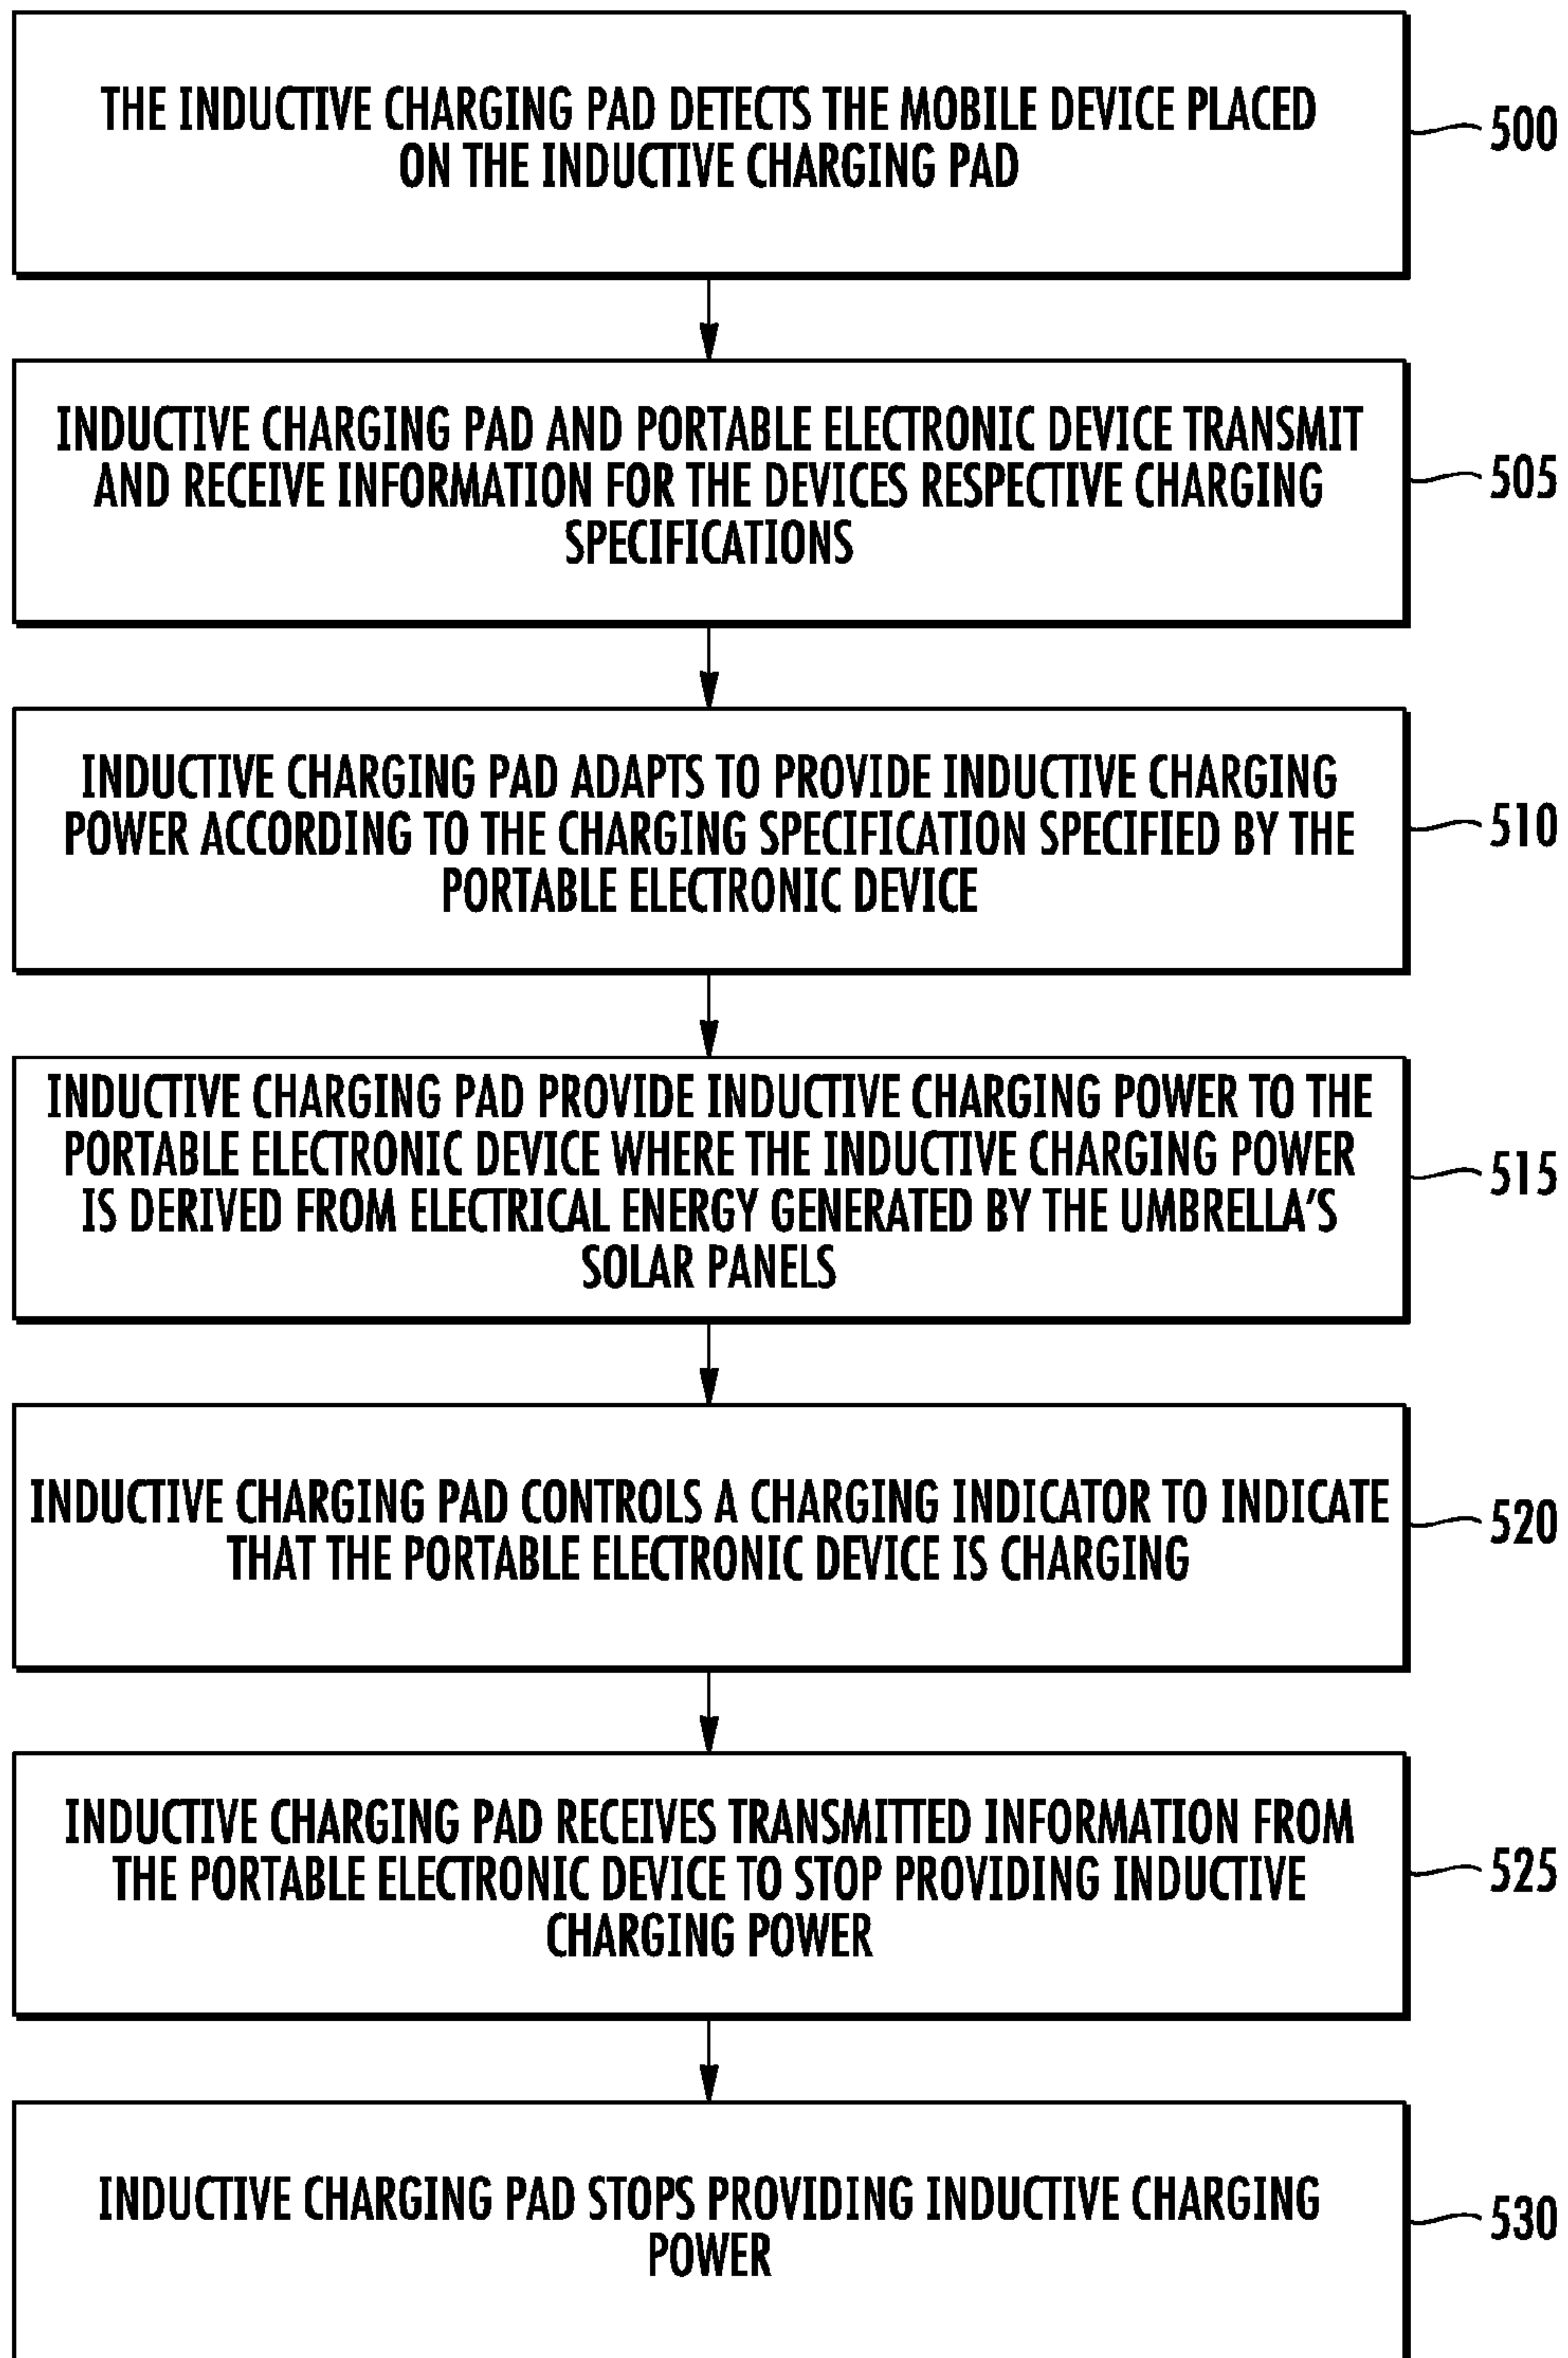 THE INDUCTIVE CHARGING PAD DETECTS THE MOBILE DEVICE PLACED
ON THE INDUCTIVE CHARGING PAD
500
INDUCTIVE CHARGING PAD AND PORTABLE ELECTRONIC DEVICE TRANSMIT
AND RECEIVE INFORMATION FOR THE DEVICES RESPECTIVE CHARGING
SPECIFICATIONS
505
INDUCTIVE CHARGING PAD ADAPTS TO PROVIDE INDUCTIVE CHARGING
POWER ACCORDING TO THE CHARGING SPECIFICATION SPECIFIED BY THE
PORTABLE ELECTRONIC DEVICE
510
INDUCTIVE CHARGING PAD PROVIDE INDUCTIVE CHARGING POWER TO THE
PORTABLE ELECTRONIC DEVICE WHERE THE INDUCTIVE CHARGING POWER
IS DERIVED FROM ELECTRICAL ENERGY GENERATED BY THE UMBRELLA'S
SOLAR PANELS
515
INDUCTIVE CHARGING PAD CONTROLS A CHARGING INDICATOR TO INDICATE
THAT THE PORTABLE ELECTRONIC DEVICE IS CHARGING
520
INDUCTIVE CHARGING PAD RECEIVES TRANSMITTED INFORMATION FROM
THE PORTABLE ELECTRONIC DEVICE TO STOP PROVIDING INDUCTIVE
CHARGING POWER
525
INDUCTIVE CHARGING PAD STOPS PROVIDING INDUCTIVE CHARGING
POWER
530